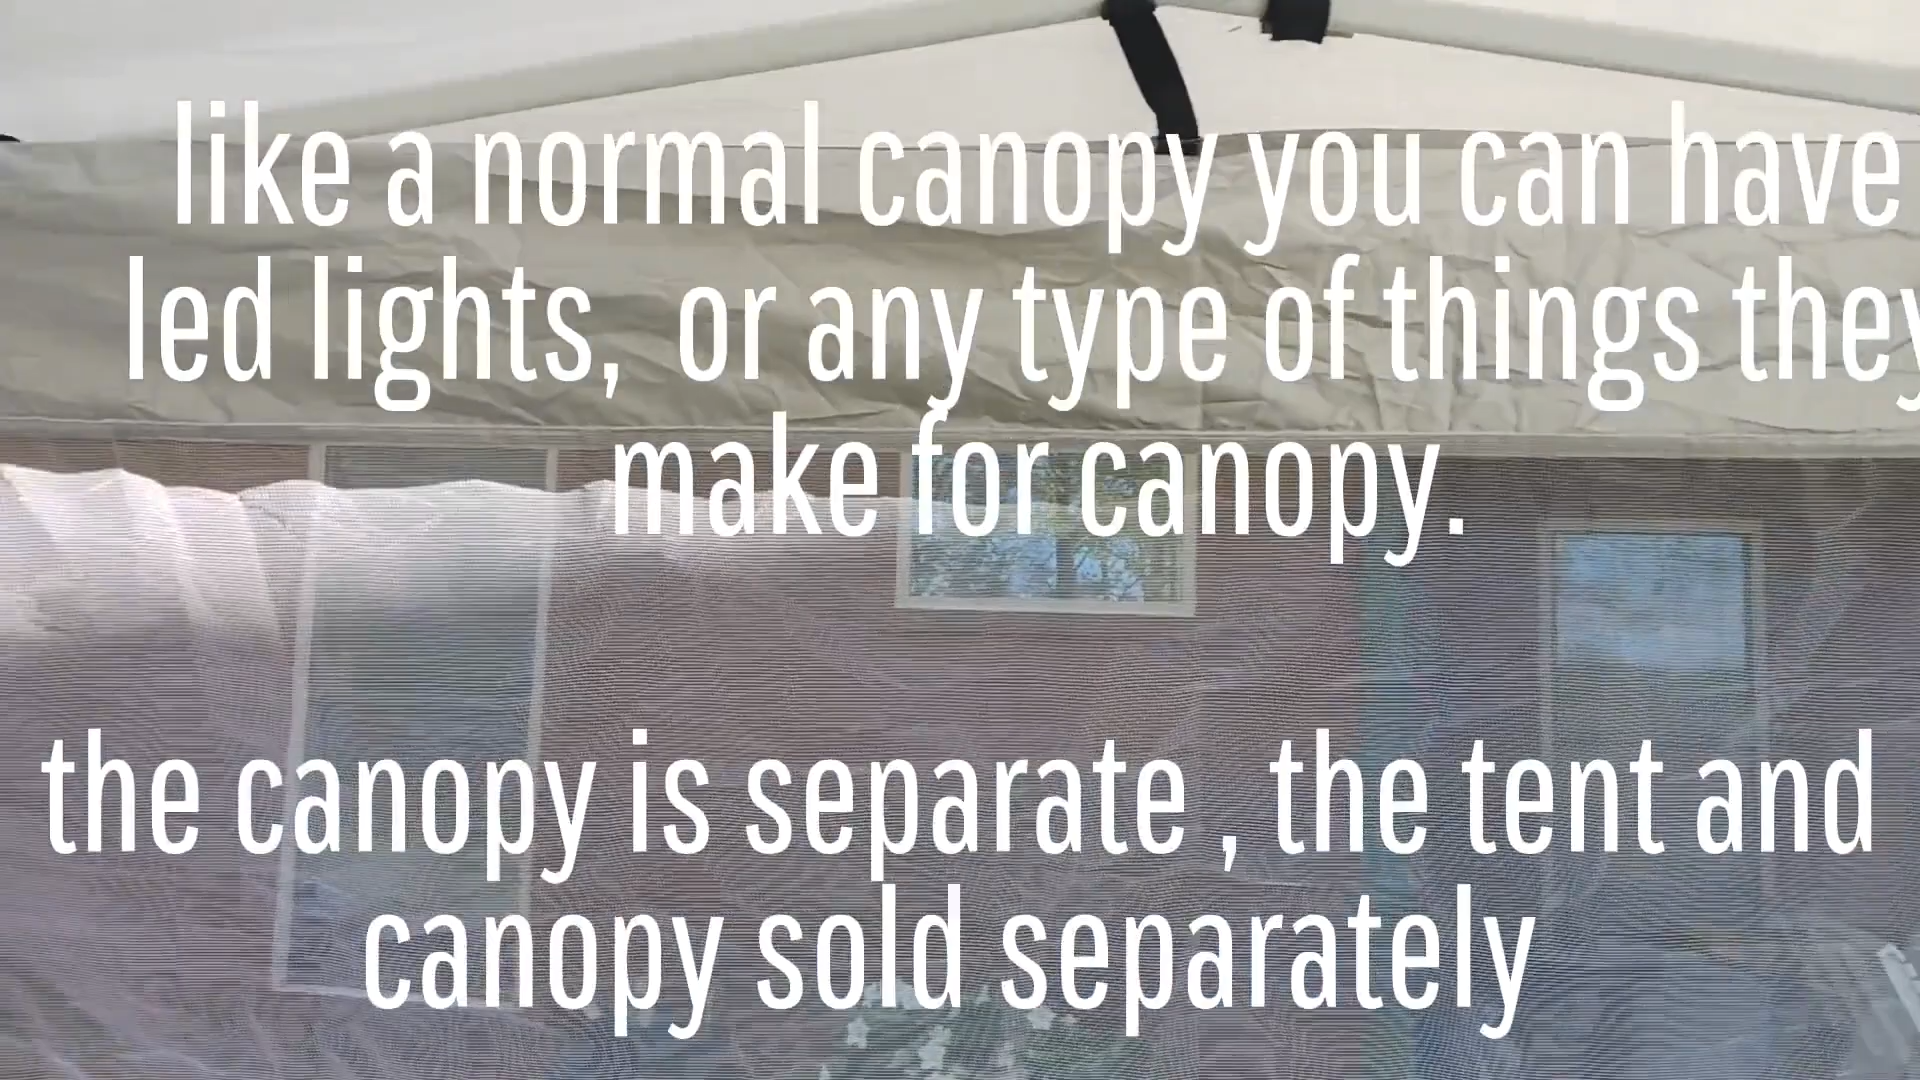 like a normal canopy you can have
led lights, or any type of things they
make for canopy.
the canopy is separate , the tent and
canopy sold separately